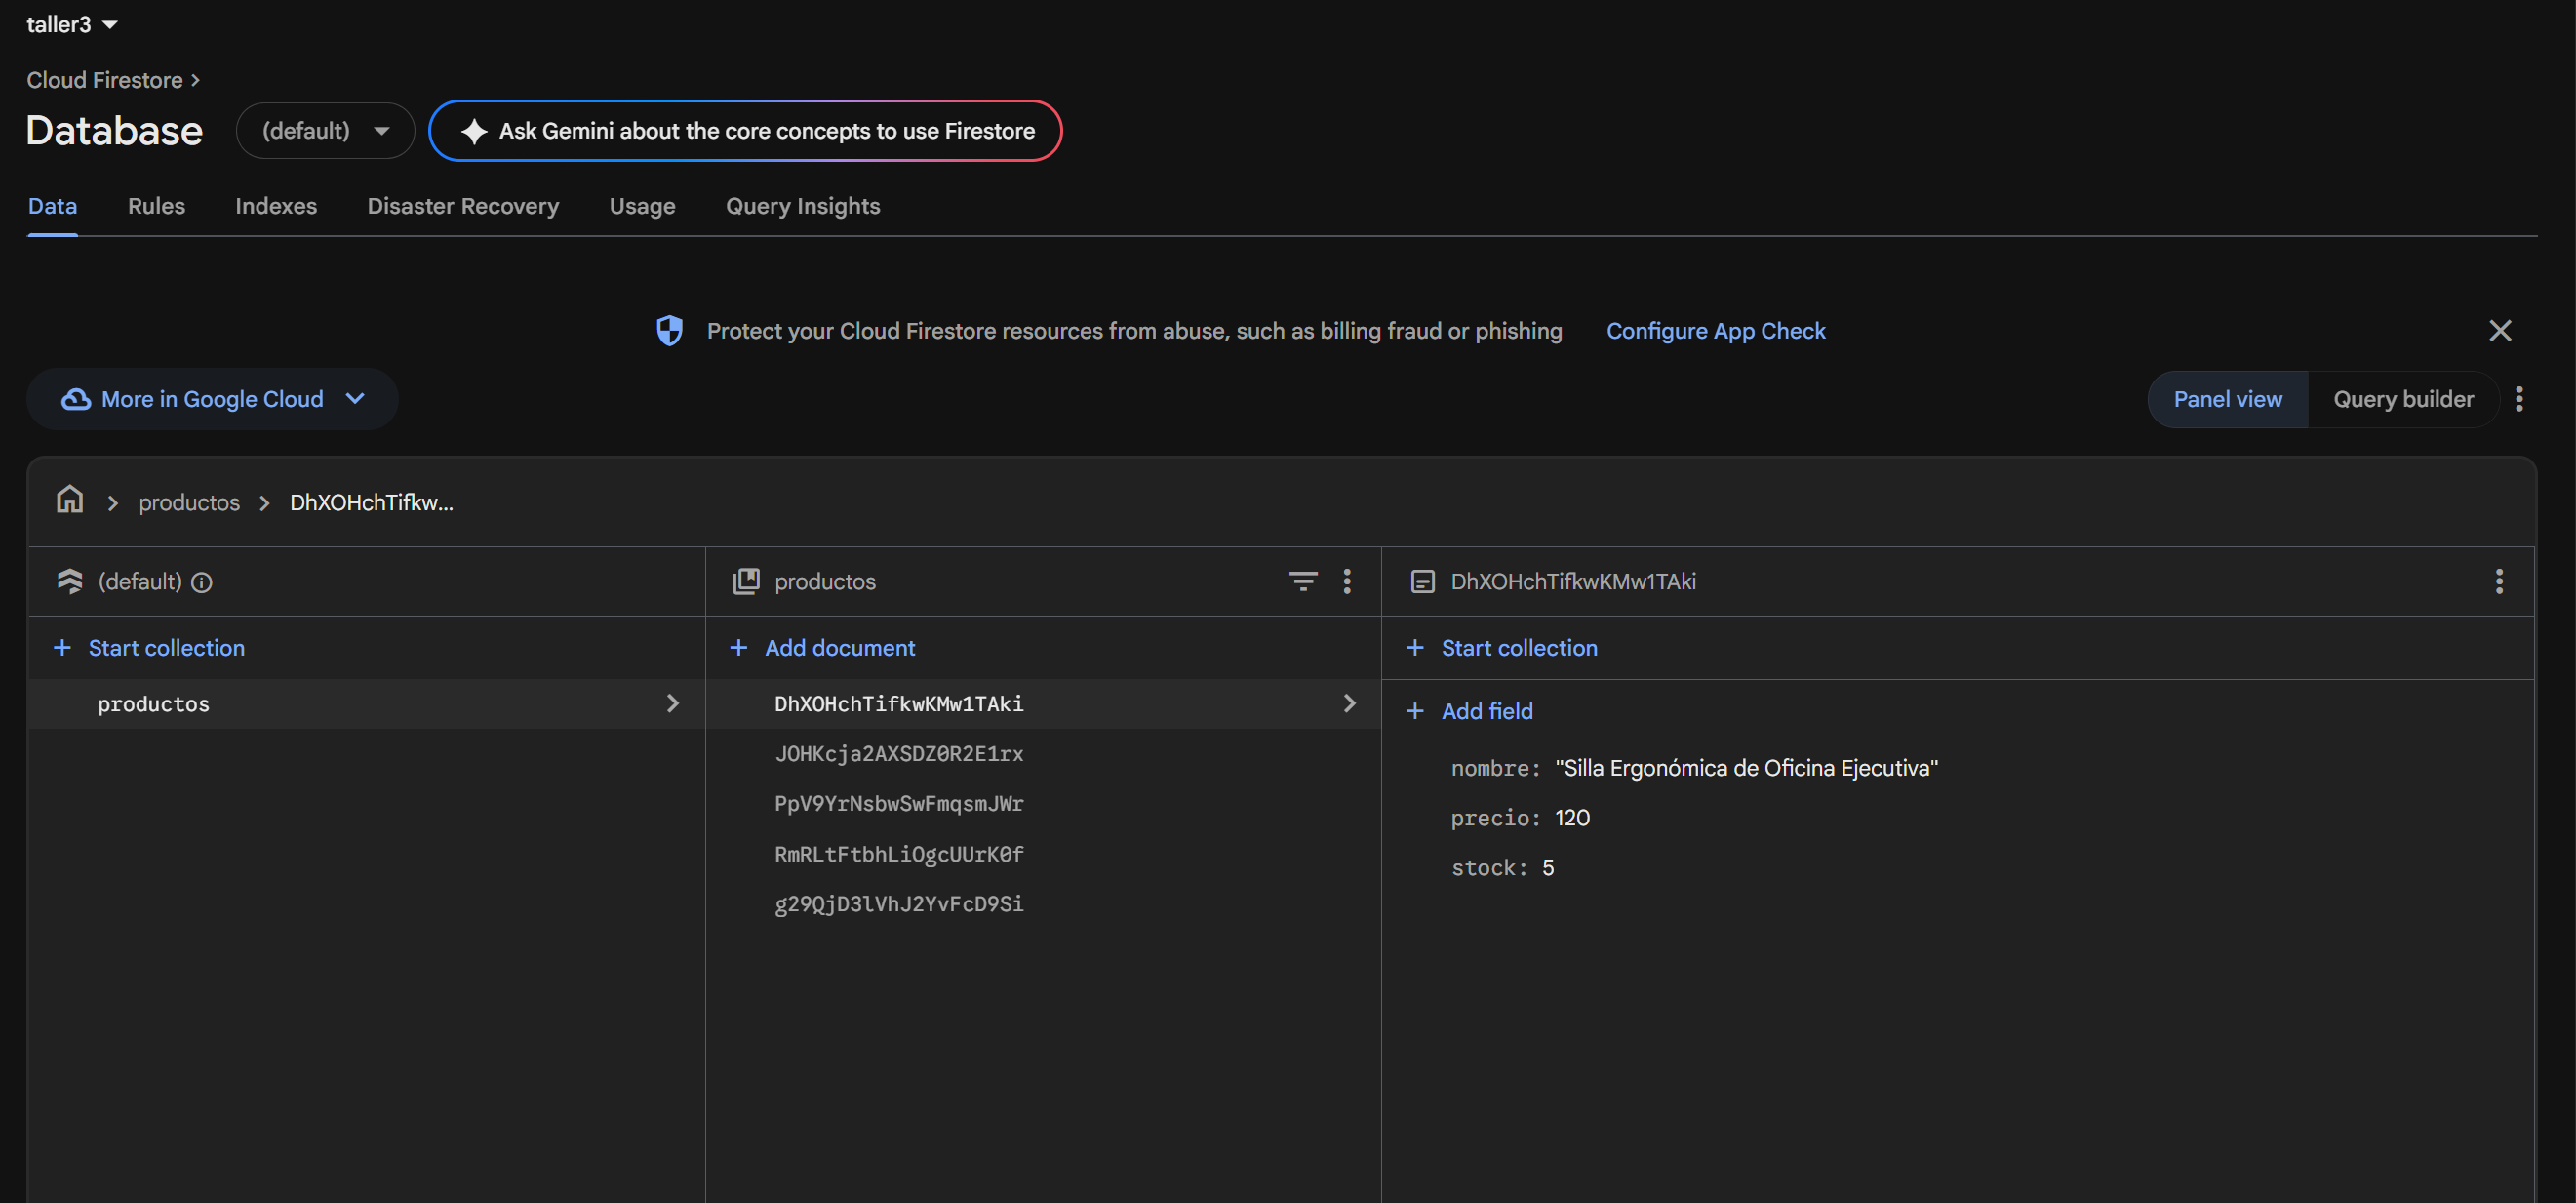 taller3
Cloud Firestore
Database (default) Ask Gemini about the core concepts to use Firestore
Data Rules Indexes Disaster Recovery Usage Query Insights
Protect your Cloud Firestore resources from abuse, such as billing fraud or phishing Configure App Check
More in Google Cloud Panel view Query builder
productos DhXOHchTifkw...
(default) productos DhXOHchTifkwKMw1TAki
+ Start collection + Add document + Start collection
productos DhXOHchTifkwKMw1TAki
+ Add field
JOHKcja2AXSDZ0R2E1rx
nombre: "Silla Ergonómica de Oficina Ejecutiva"
PpV9YrNsbwSwFmqsmJWr
precio: 120
RmRLtFtbhLiOgcUUrK0f
stock: 5
g29QjD3lVhJ2YvFcD9Si